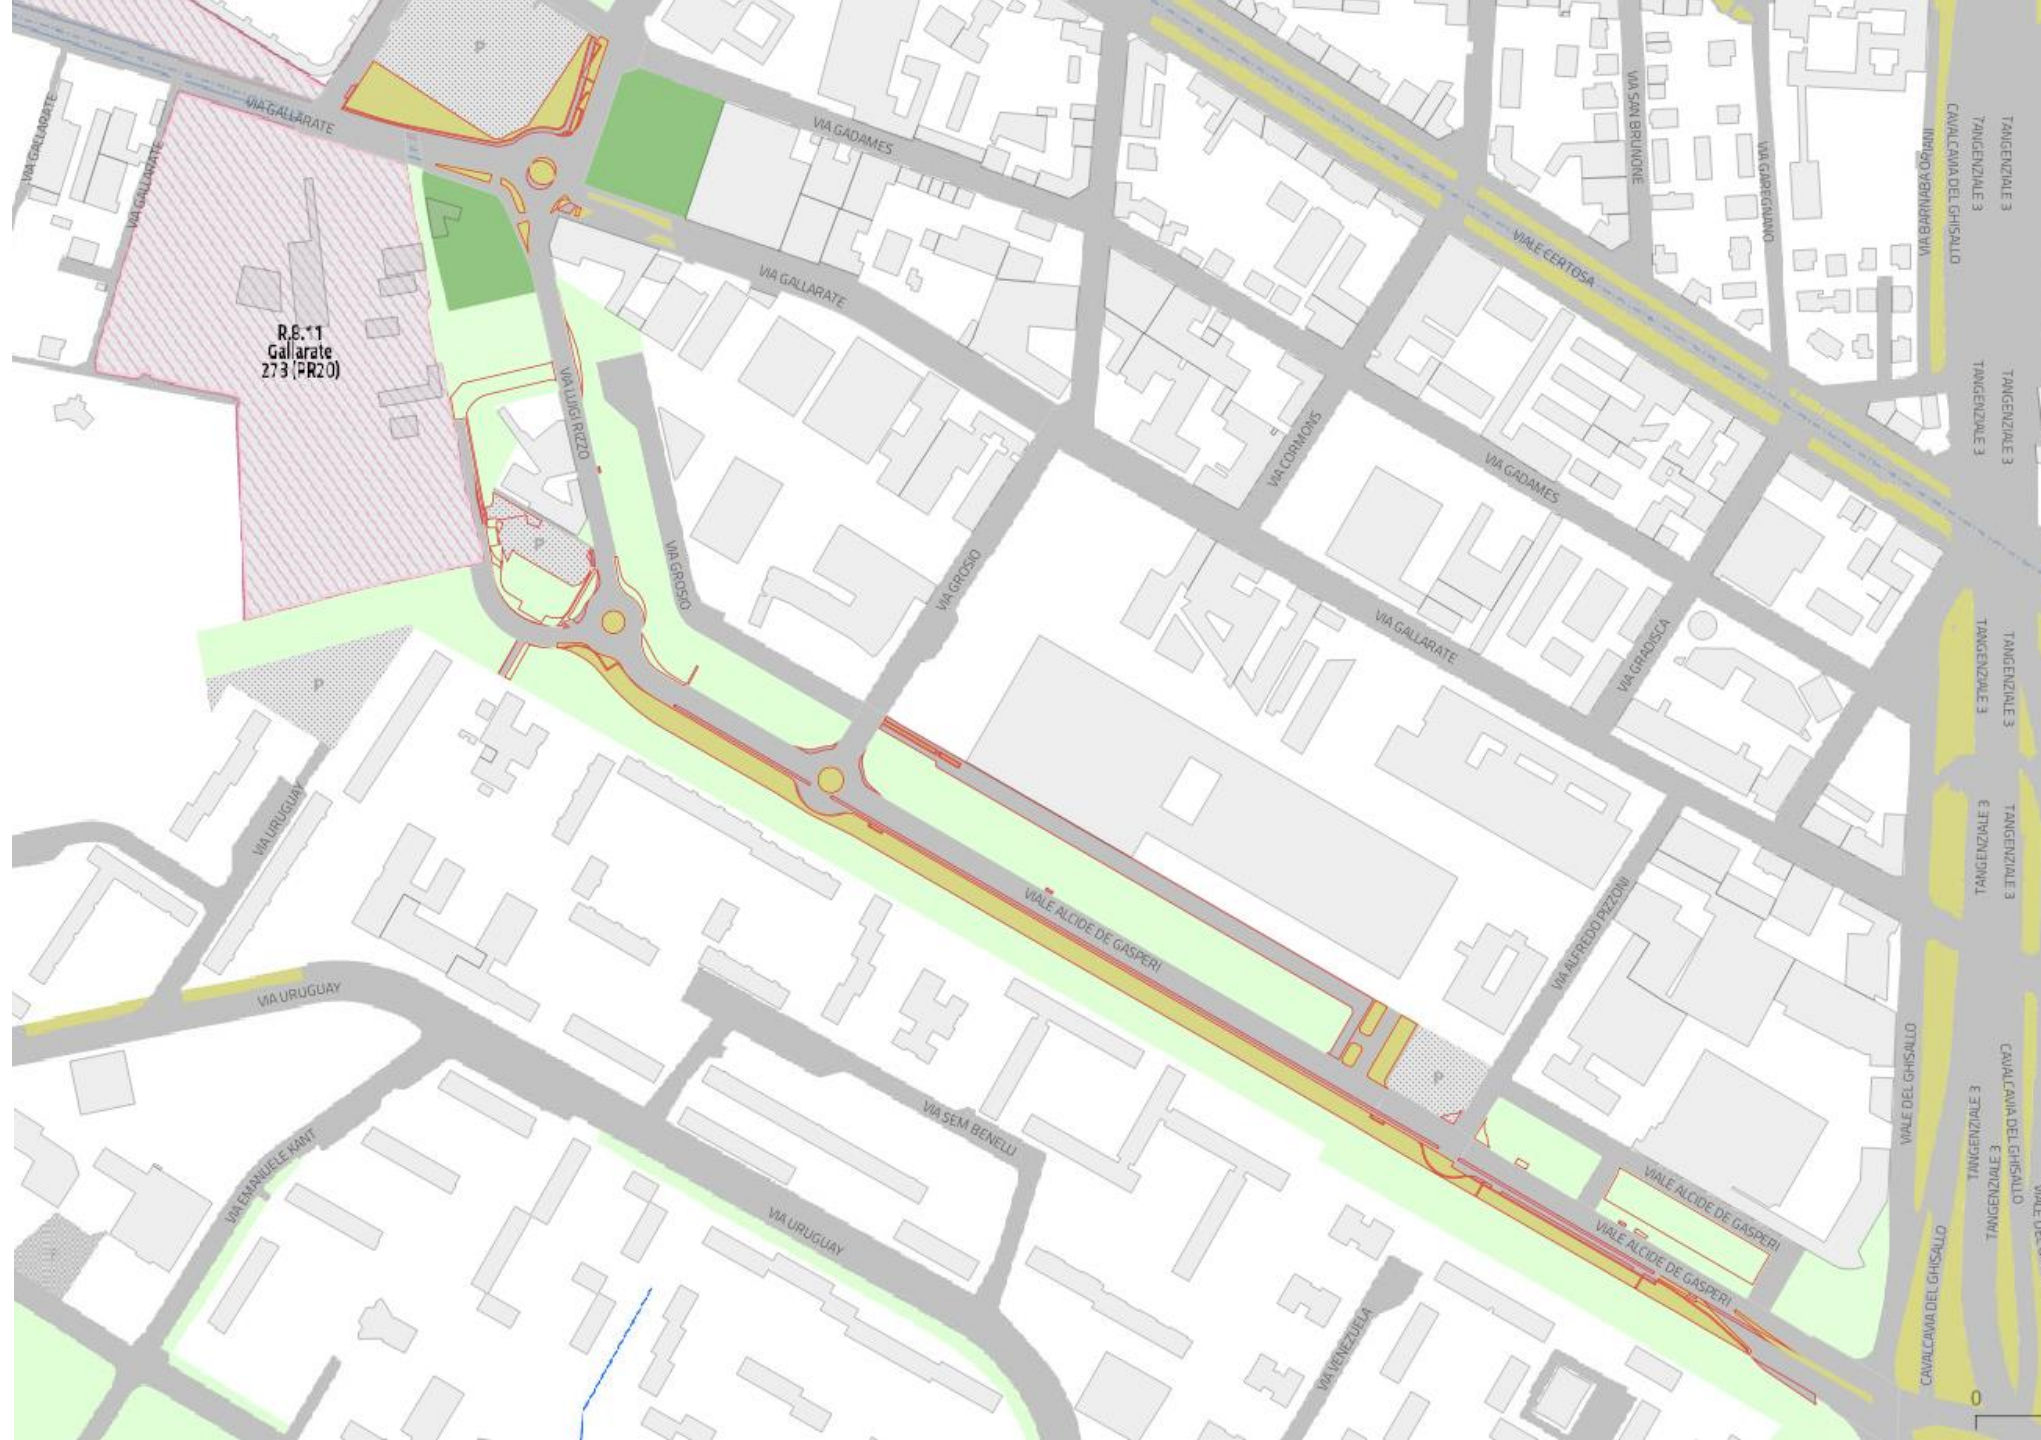 P
VIA GALLARATE
VIA GALLARATE
VIA GALLARATE
VIA GADAMES
VIA SAN BRUNONE
VIA GAREGNANO
VIA BARNABA ORIANI
CAVALCAVIA DEL GHISALLO
TANGENZIALE 3
TANGENZIALE 3
VIALE CERTOSA
VIA GALLARATE
R.8.11
Gallarate
273 (PR20)
VIA LUIGI RIZZO
TANGENZIALE 3
TANGENZIALE 3
VIA CORMONS
VIA GADAMES
P
VIA GROSIO
VIA GROSIO
VIA GALLARATE
VIA GRADISCA
TANGENZIALE 3
TANGENZIALE 3
P
VIA URUGUAY
TANGENZIALE 3
TANGENZIALE 3
VIALE ALCIDE DE GASPERI
VIA ALFREDO PIZZONI
VIA URUGUAY
P
VIALE DEL GHISALLO
TANGENZIALE 3
CAVALCAVIA DEL GHISALLO
TANGENZIALE 3
VIA SEM BENELLI
VIA EMANUELE KANT
VIALE ALCIDE DE GASPERI
VIA URUGUAY
VIALE ALCIDE DE GASPERI
CAVALCAVIA DEL GHISALLO
VIA VENEZUELA
0